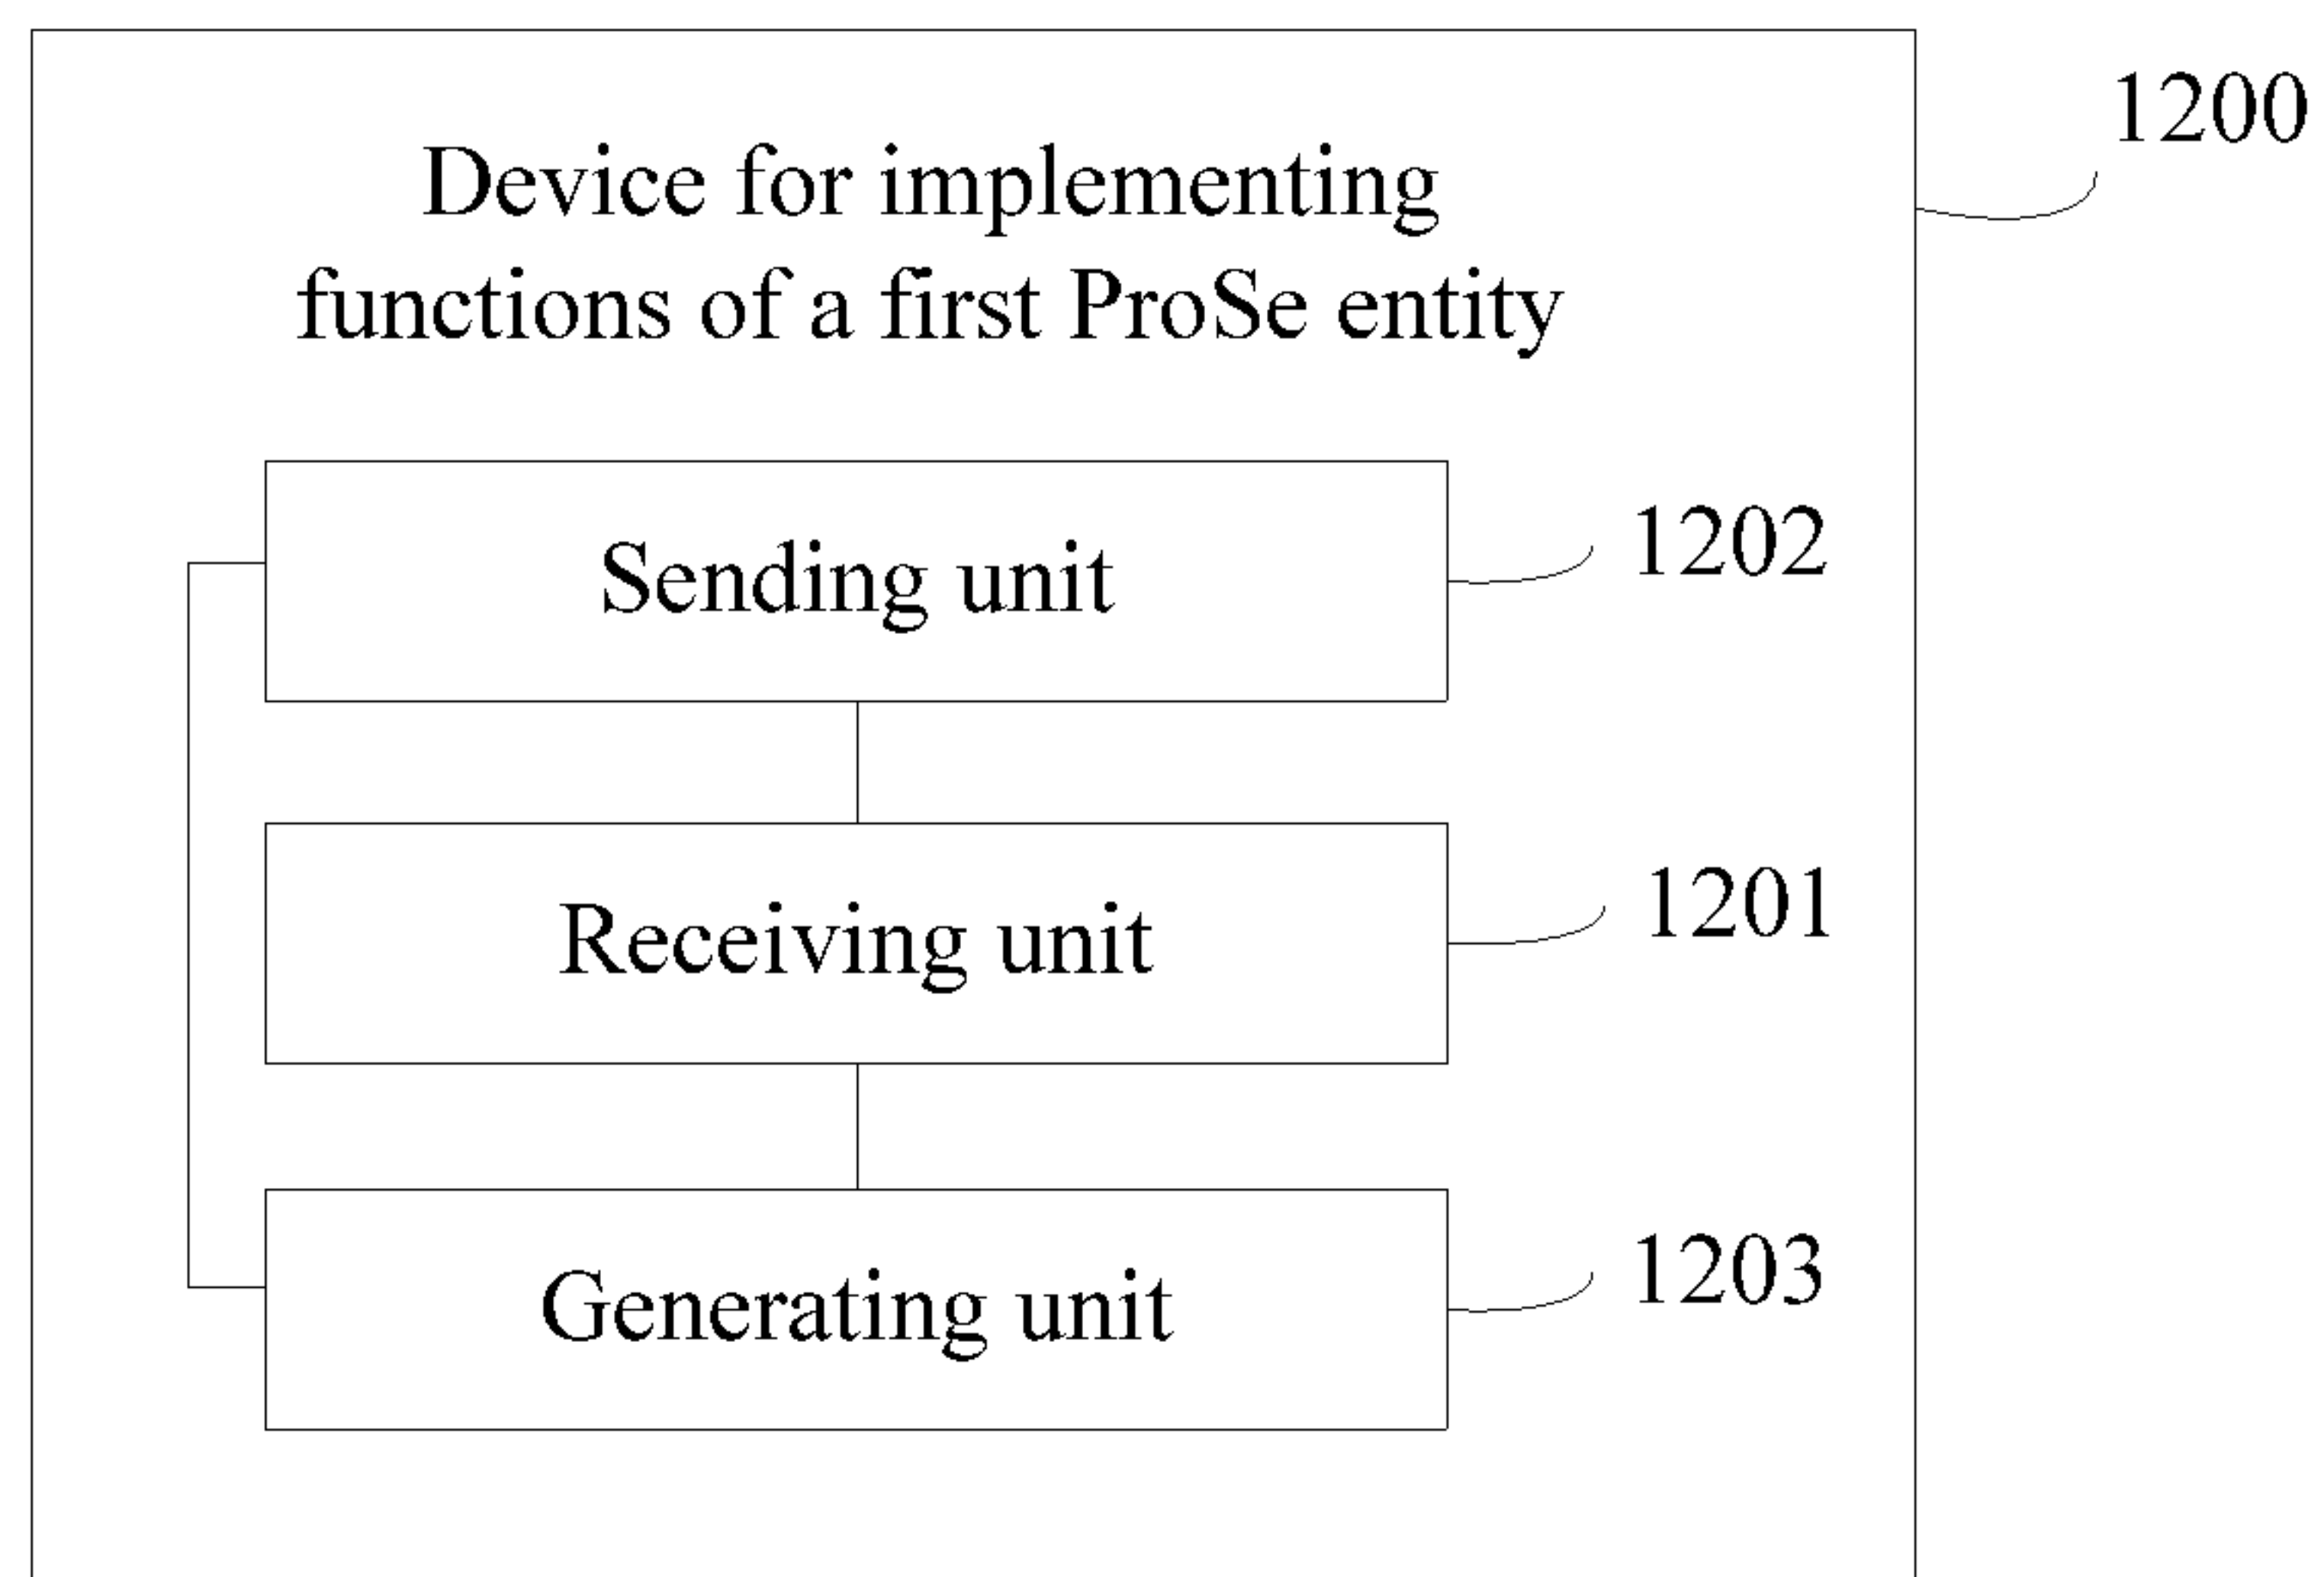 1200
Device for implementing
functions of a first ProSe entity
Sending unit
1202
Receiving unit
1201
Generating unit
1203